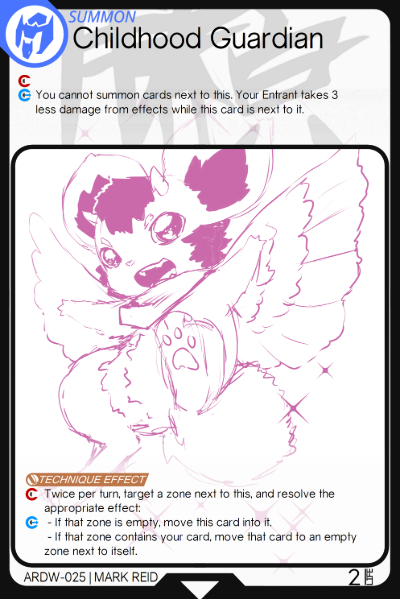 SUMMON
Childhood Guardian
You cannot summon cards next to this. Your Entrant takes 3
less damage from effects while this card is next to it.
TECHNIQUE EFFECT
Twice per turn, target a zone next to this, and resolve the
appropriate effect:
- If that zone is empty, move this card into it.
- If that zone contains your card, move that card to an empty
zone next to itself.
ARDW-025 | MARK REID
2